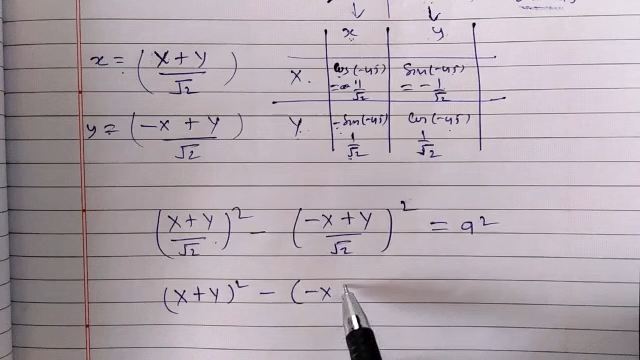 x y
x = (X + Y / √2) X. cos(-45) = 1/√2 sin(-45) = -1/√2
y = (-X + Y / √2) Y -sin(-45) 1/√2 cos(-45) 1/√2
(X + Y / √2)² - (-X + Y / √2)² = a²
(X + Y)² - (-X